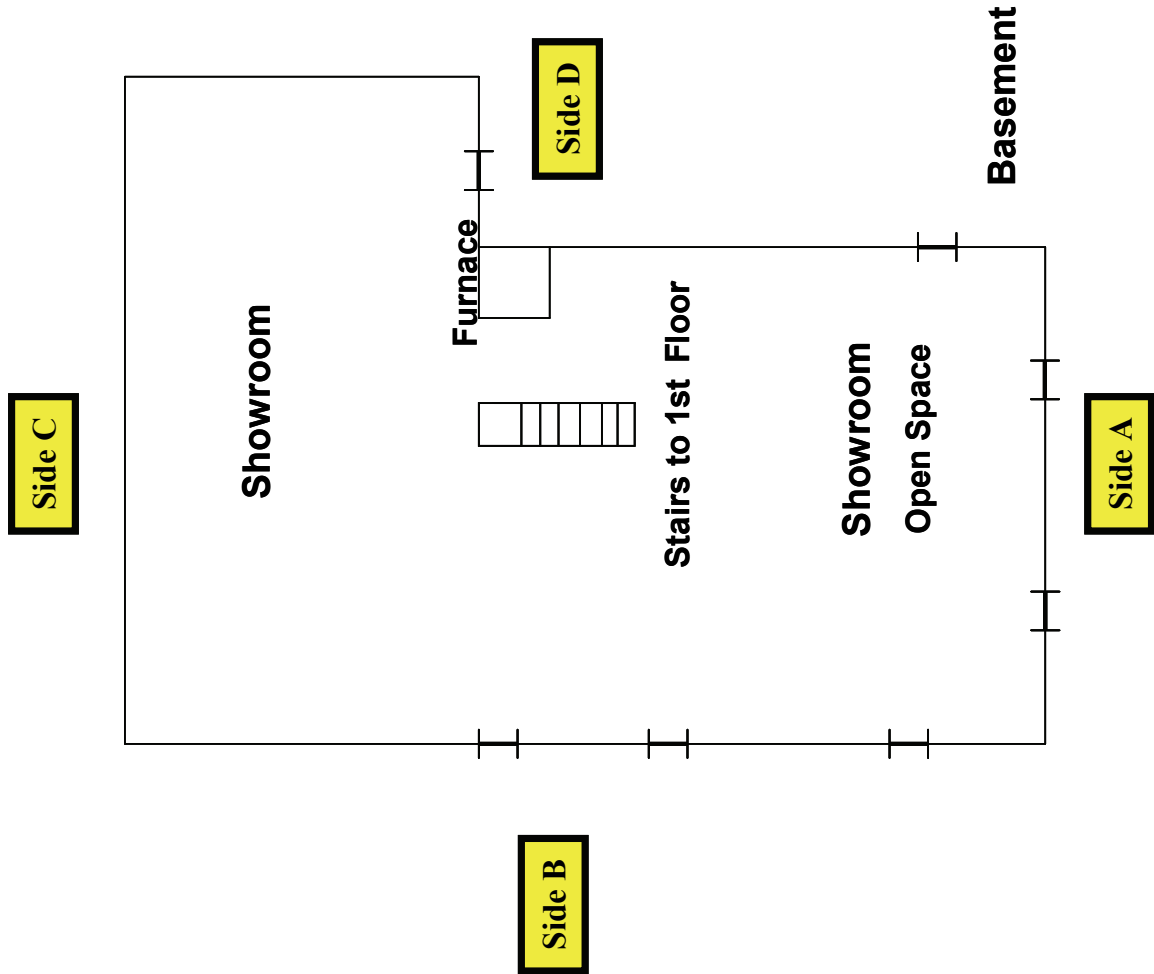 Side C
Showroom
Side D
Furnace
Basement
Stairs to 1st Floor
Showroom
Open Space
Side A
Side B